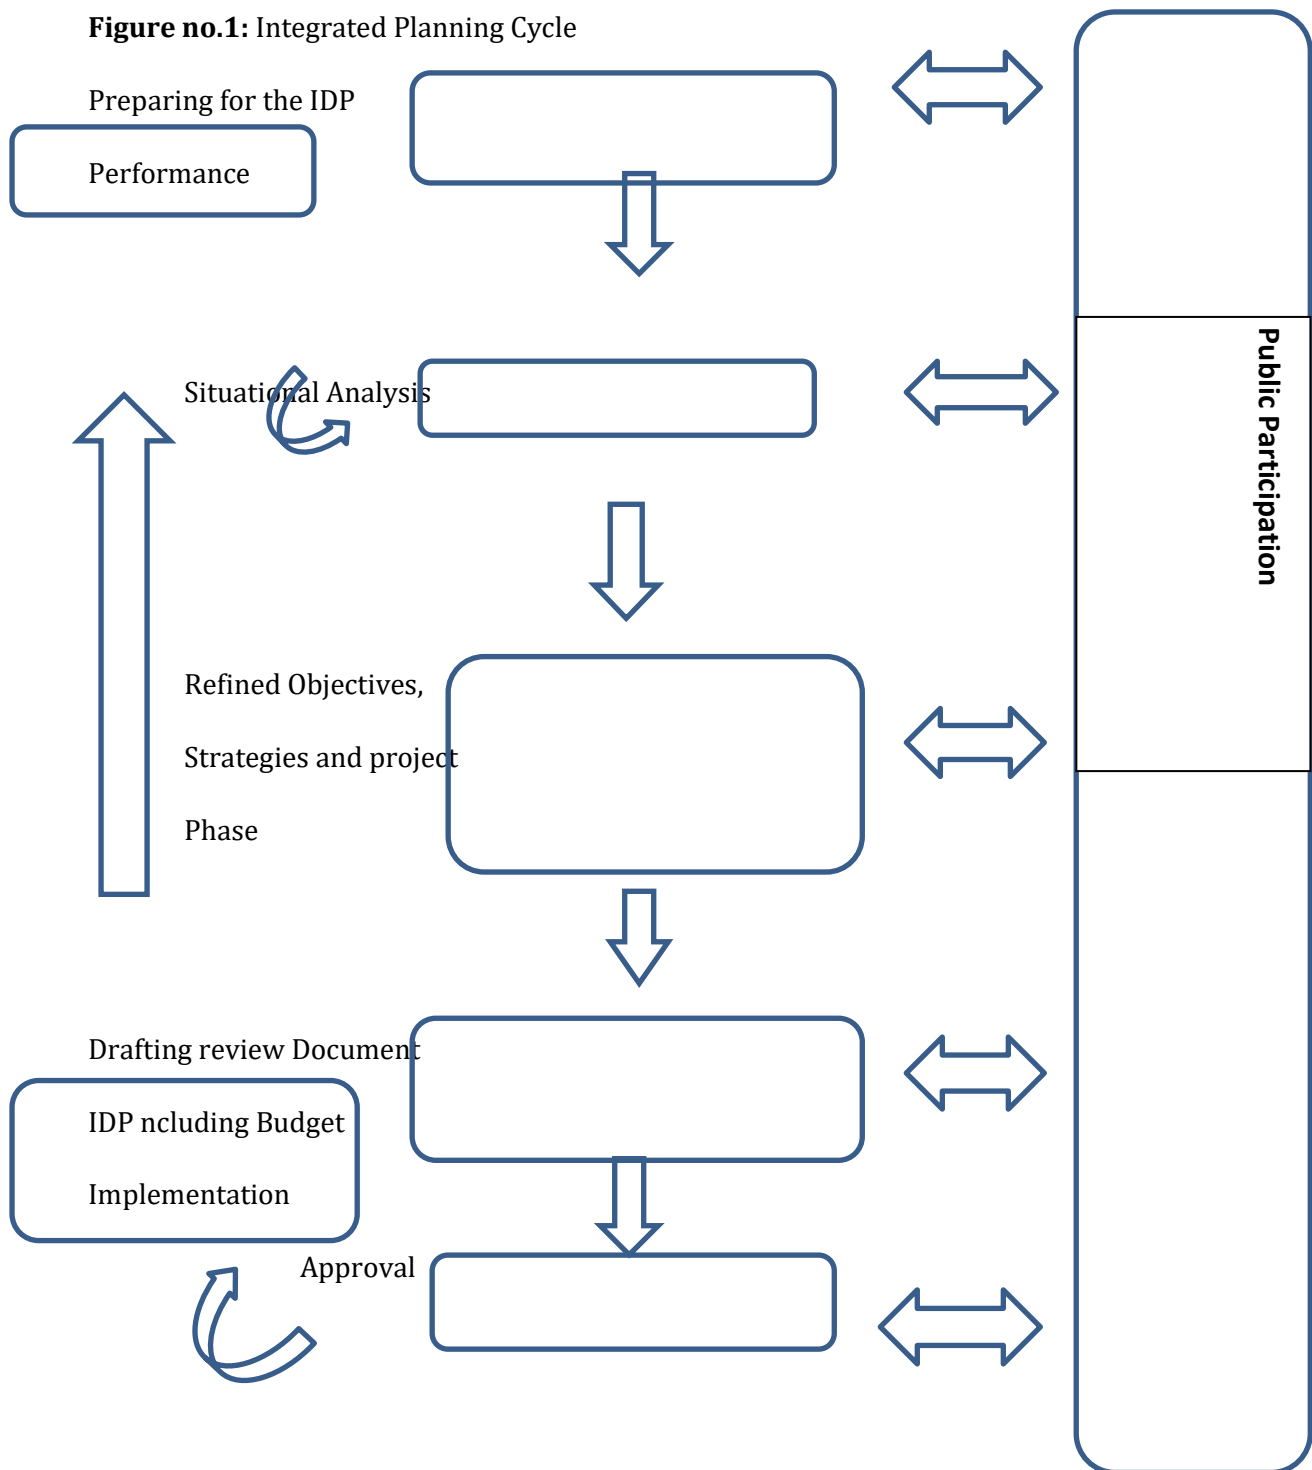 Figure no.1: Integrated Planning Cycle
Preparing for the IDP
Performance
Situational Analysis
Public Participation
Refined Objectives,
Strategies and project
Phase
Drafting review Document
IDP ncluding Budget
Implementation
Approval